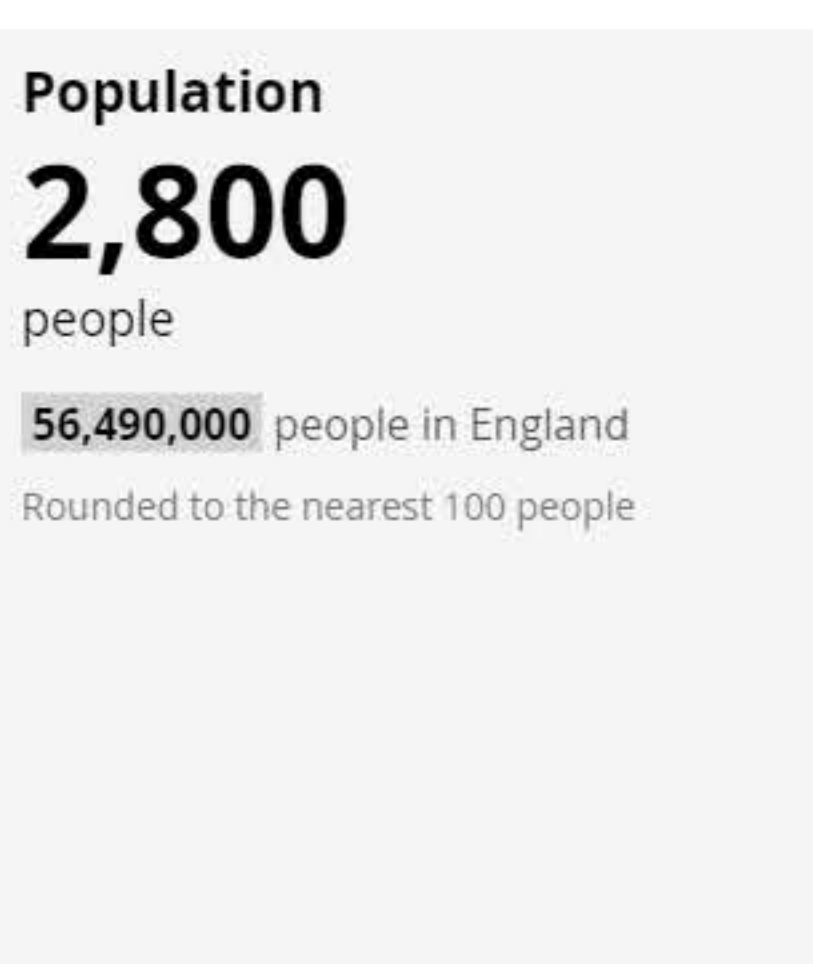 Population
2,800
people
56,490,000 people in England
Rounded to the nearest 100 people